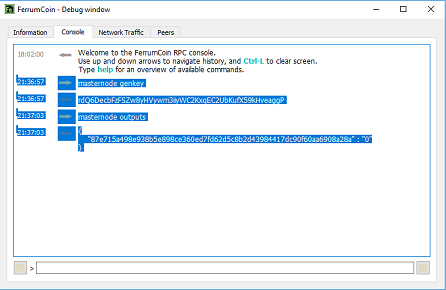 FerrumCoin - Debug window
Information Console Network Traffic Peers
18:02:00 Welcome to the FerrumCoin RPC console.
Use up and down arrows to navigate history, and Ctrl-L to clear screen.
Type help for an overview of available commands.
21:36:57 masternode genkey
21:36:57
21:37:03 masternode outputs
21:37:03 {
"87e715a498e938b5e898ce360ed7fd62d5c8b2d43984417dc90f60aa6908a28a" : "0"
}
>